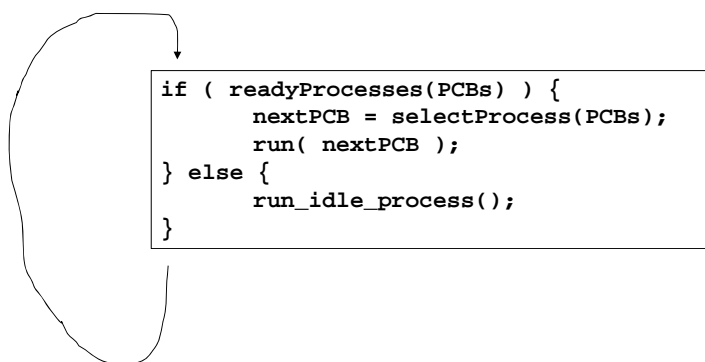 if ( readyProcesses(PCBs) ) {
nextPCB = selectProcess(PCBs);
run( nextPCB );
} else {
run_idle_process();
}